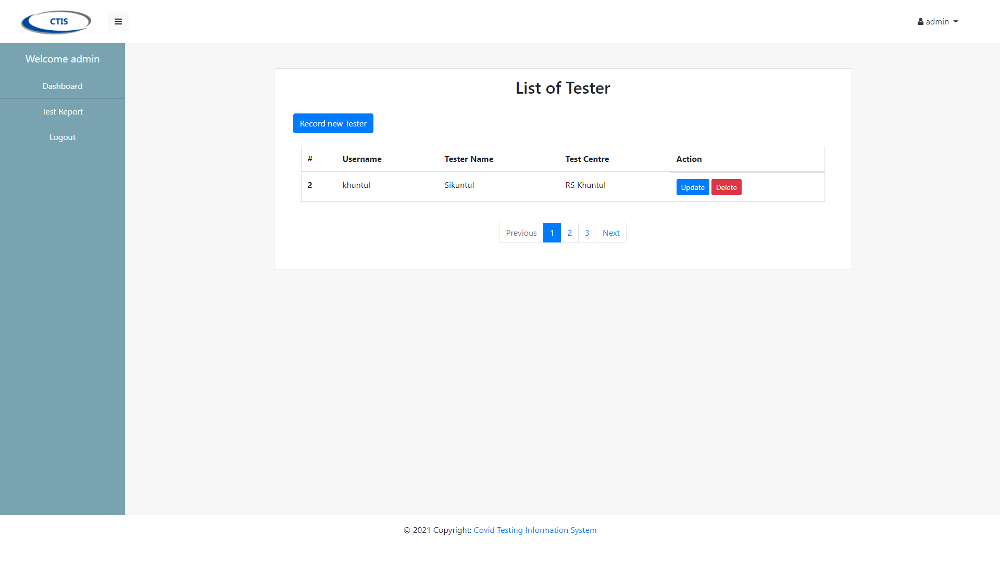 CTIS
admin
Welcome admin
Dashboard
Test Report
Logout
List of Tester
Record new Tester
# Username Tester Name Test Centre Action
2 khuntul Sikuntul RS Khuntul Update Delete
Previous 1 2 3 Next
© 2021 Copyright: Covid Testing Information System